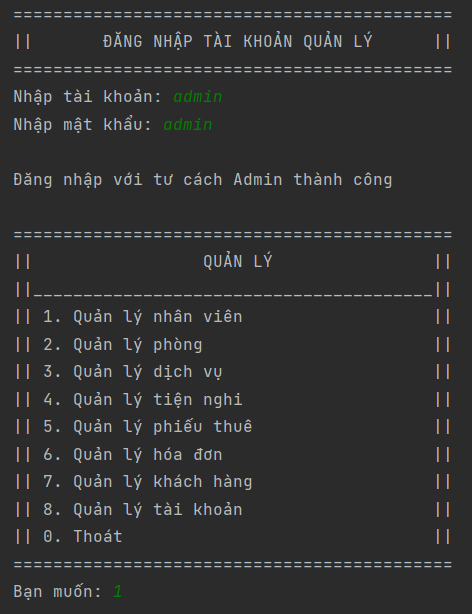 ============================================
||       ĐĂNG NHẬP TÀI KHOẢN QUẢN LÝ      ||
============================================
Nhập tài khoản: admin
Nhập mật khẩu: admin

Đăng nhập với tư cách Admin thành công

============================================
||                 QUẢN LÝ                ||
||________________________________________||
|| 1. Quản lý nhân viên                   ||
|| 2. Quản lý phòng                       ||
|| 3. Quản lý dịch vụ                     ||
|| 4. Quản lý tiện nghi                   ||
|| 5. Quản lý phiếu thuê                  ||
|| 6. Quản lý hóa đơn                     ||
|| 7. Quản lý khách hàng                  ||
|| 8. Quản lý tài khoản                   ||
|| 0. Thoát                               ||
============================================
Bạn muốn: 1